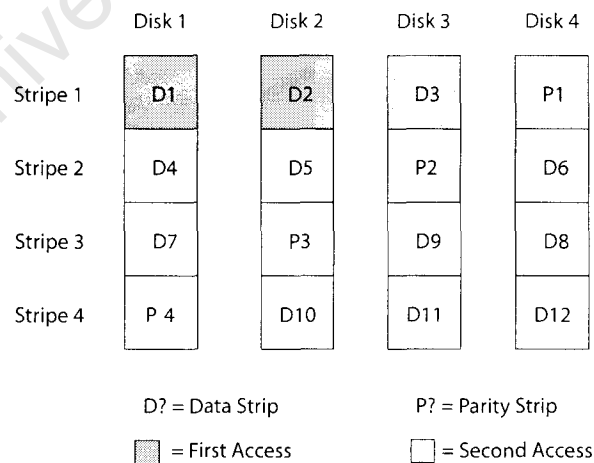 Disk 1 Disk 2 Disk 3 Disk 4
Stripe 1 D1 D2 D3 P1
Stripe 2 D4 D5 P2 D6
Stripe 3 D7 P3 D9 D8
Stripe 4 P 4 D10 D11 D12
D? = Data Strip P? = Parity Strip
= First Access = Second Access